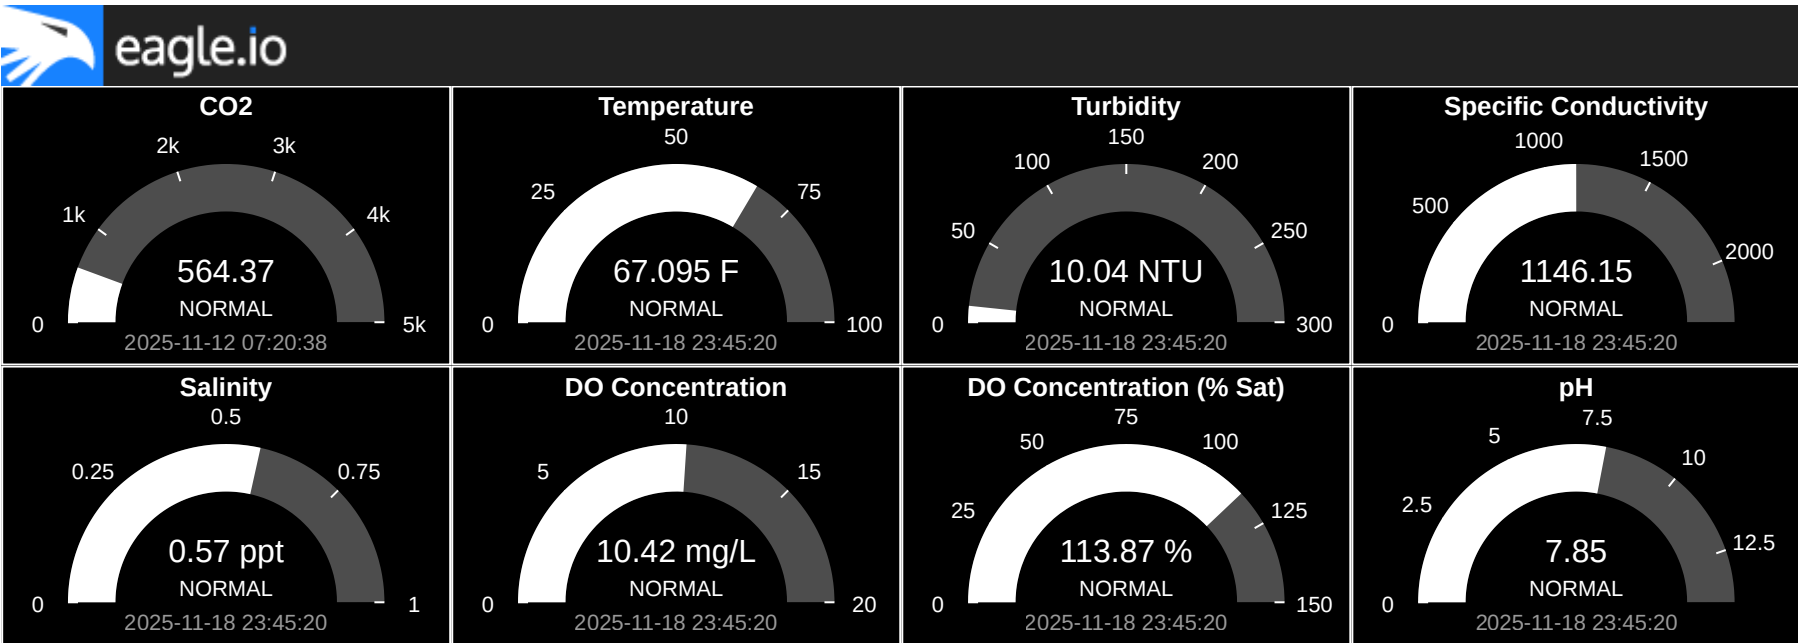 eagle.io
CO2
2k
3k
1k
4k
564.37
NORMAL
0
5k
2025-11-12 07:20:38
Temperature
50
25
75
67.095 F
NORMAL
0
100
2025-11-18 23:45:20
Turbidity
150
100
200
50
250
10.04 NTU
NORMAL
0
300
2025-11-18 23:45:20
Specific Conductivity
1000
1500
500
2000
1146.15
NORMAL
0
2025-11-18 23:45:20
Salinity
0.5
0.25
0.75
0.57 ppt
NORMAL
0
1
2025-11-18 23:45:20
DO Concentration
10
5
15
10.42 mg/L
NORMAL
0
20
2025-11-18 23:45:20
DO Concentration (% Sat)
75
50
100
25
125
113.87 %
NORMAL
0
150
2025-11-18 23:45:20
pH
7.5
5
10
2.5
12.5
7.85
NORMAL
0
2025-11-18 23:45:20